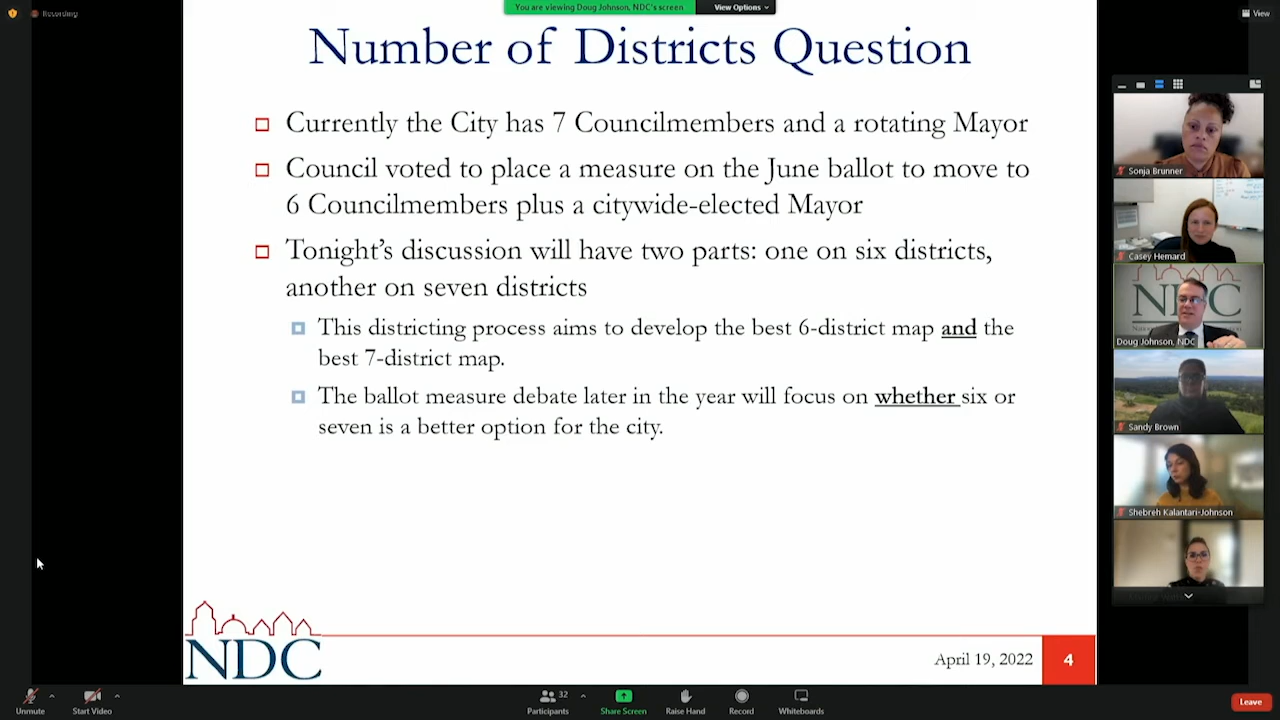 Recording
You are viewing Doug Johnson, NDC's screen
View Options
View
Number of Districts Question
Currently the City has 7 Councilmembers and a rotating Mayor
Council voted to place a measure on the June ballot to move to
6 Councilmembers plus a citywide-elected Mayor
Tonight's discussion will have two parts: one on six districts,
another on seven districts
This districting process aims to develop the best 6-district map and the
best 7-district map.
The ballot measure debate later in the year will focus on whether six or
seven is a better option for the city.
NDC
April 19, 2022
4
Sonja Brunner
Casey Hemard
NDC
Doug Johnson, NDC
Sandy Brown
Shebreh Kalantari-Johnson
Unmute
Start Video
32
Participants
Share Screen
Raise Hand
Record
Whiteboards
Leave